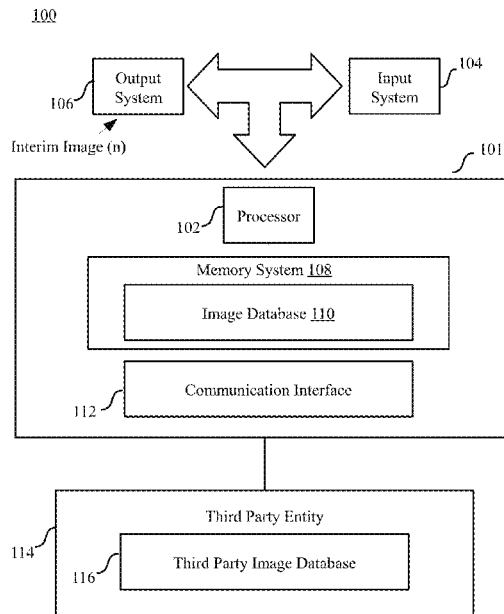 100
Output
System
106
Input
System
104
Interim Image (n)
101
Processor
102
Memory System 108
Image Database 110
Communication Interface
112
Third Party Entity
114
Third Party Image Database
116